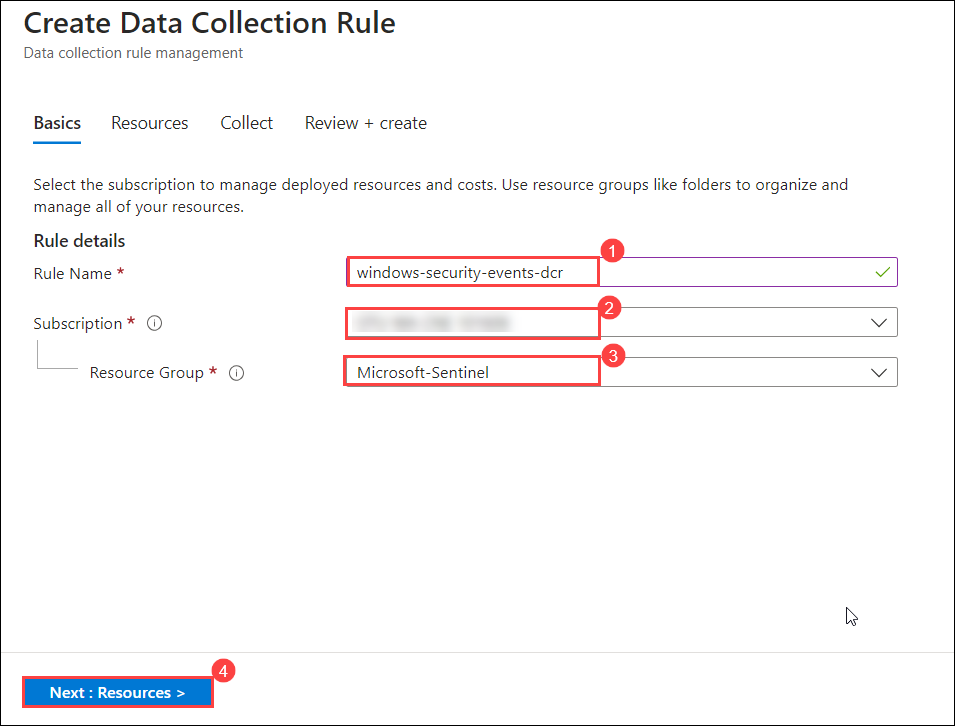 Create Data Collection Rule
Data collection rule management
Basics Resources Collect Review + create
Select the subscription to manage deployed resources and costs. Use resource groups like folders to organize and
manage all of your resources.
Rule details
1
Rule Name * windows-security-events-dcr
2
Subscription *
3
Resource Group * Microsoft-Sentinel
4
Next : Resources >